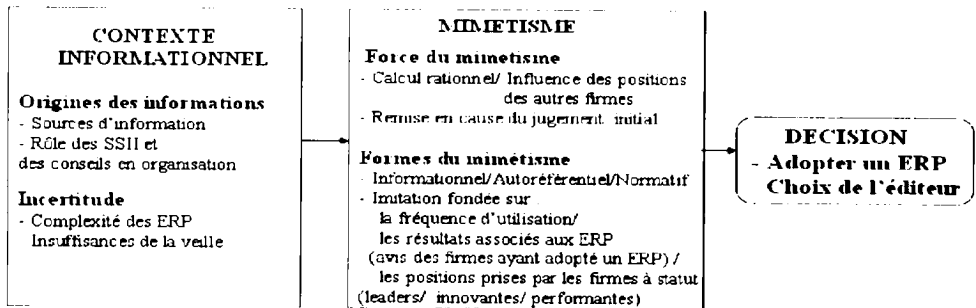 CONTEXTE
INFORMATIONNEL
Origines des informations
- Sources d'information
- Rôle des SSII et
des conseils en organisation
Incertitude
- Complexité des ERP
Insuffisances de la veille
MIMETISME
Force du mimetisme
- Calcul rationnel/ Influence des positions
des autres firmes
- Remise en cause du jugement initial
Formes du mimétisme
- Informationnel/Autoréférentiel/Normatif
- Imitation fondée sur
la fréquence d'utilisation/
les résultats associés aux ERP
(avis des firmes ayant adopté un ERP) /
les positions prises par les firmes à statut
(leaders/ innovantes/ performantes)
DECISION
- Adopter un ERP
Choix de l'éditeur